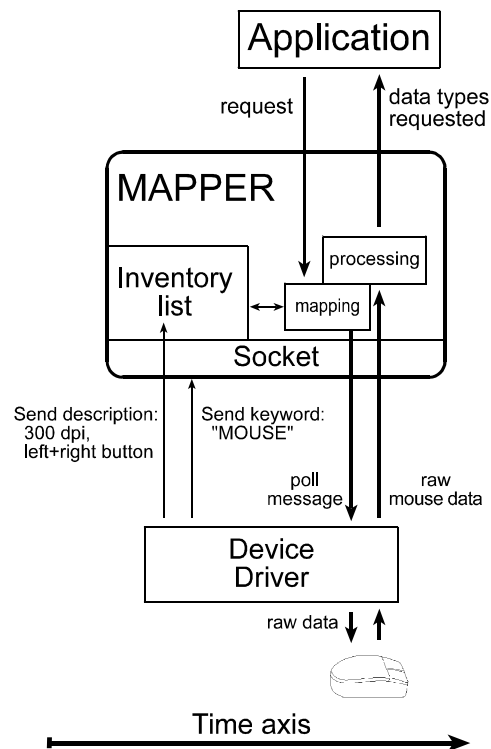 Application
request
data types
requested
MAPPER
processing
Inventory
list
mapping
Socket
Send description:
300 dpi,
left+right button
Send keyword:
"MOUSE"
poll
message
raw
mouse data
Device
Driver
raw data
Time axis